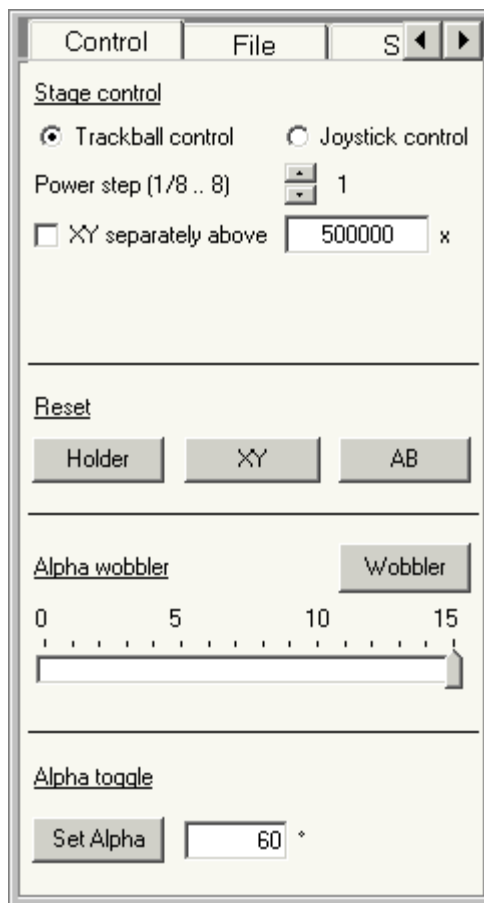 Control File S
Stage control
Trackball control Joystick control
Power step (1/8 .. 8) 1
XY separately above 500000 x
Reset
Holder XY AB
Alpha wobbler Wobbler
0 5 10 15
Alpha toggle
Set Alpha 60 °